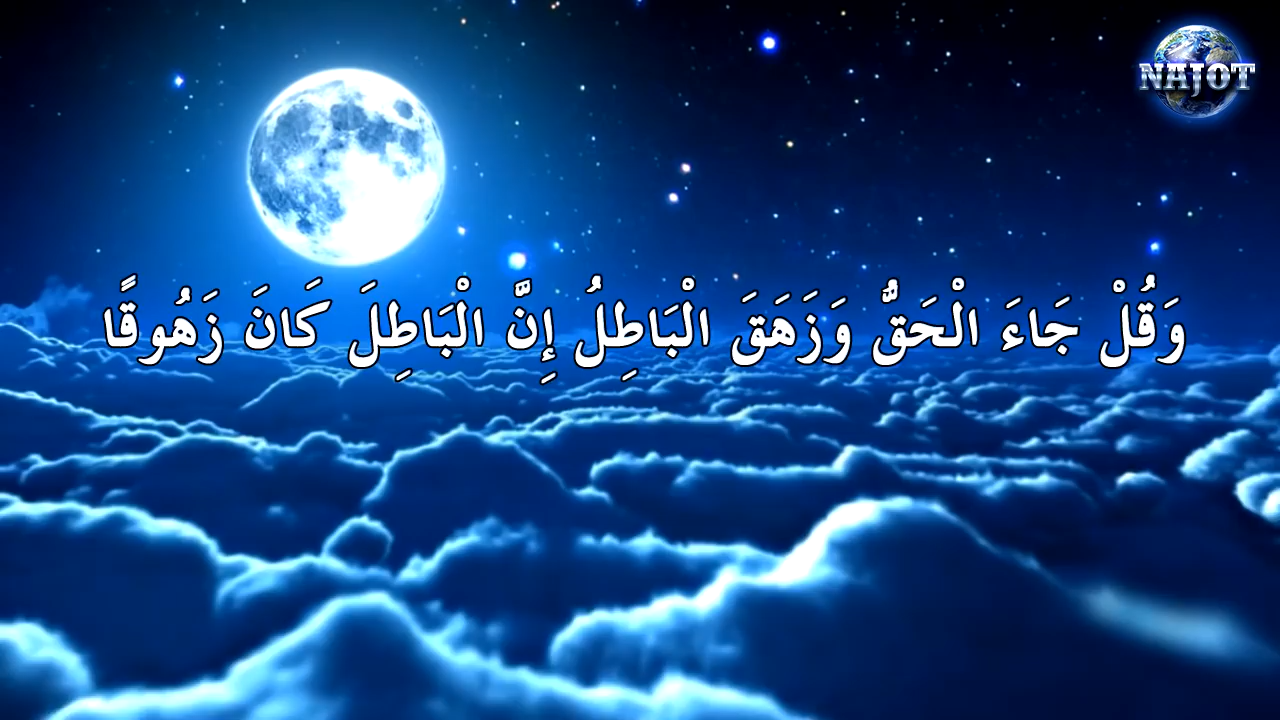 NAJOT
وَقُلْ جَاءَ الْحَقُّ وَزَهَقَ الْبَاطِلُ إِنَّ الْبَاطِلَ كَانَ زَهُوقًا